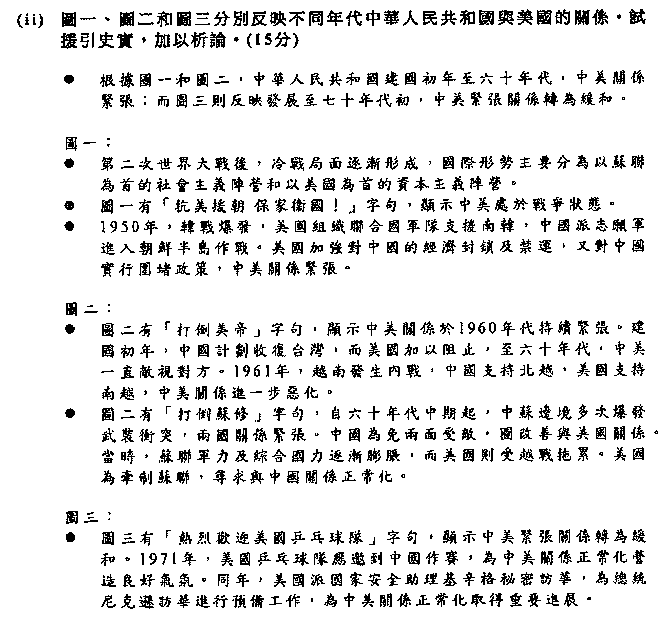 (ii) 圖一、圖二和圖三分別反映不同年代中華人民共和國與美國的關係。試
援引史實，加以析論。(15分)
● 根據圖一和圖二，中華人民共和國建國初年至六十年代，中美關係
緊張；而圖三則反映發展至七十年代初，中美緊張關係轉為緩和。
圖一：
● 第二次世界大戰後，冷戰局面逐漸形成，國際形勢主要分為以蘇聯
為首的社會主義陣營和以美國為首的資本主義陣營。
● 圖一有「抗美援朝 保家衛國！」字句，顯示中美處於戰爭狀態。
● 1950年，韓戰爆發，美國組織聯合國軍隊支援南韓，中國派志願軍
進入朝鮮半島作戰。美國加強對中國的經濟封鎖及禁運，又對中國
實行圍堵政策，中美關係緊張。
圖二：
● 圖二有「打倒美帝」字句，顯示中美關係於1960年代持續緊張。建
國初年，中國計劃收復台灣，而美國加以阻止，至六十年代，中美
一直敵視對方。1961年，越南發生內戰，中國支持北越，美國支持
南越，中美關係進一步惡化。
● 圖二有「打倒蘇修」字句，自六十年代中期起，中蘇邊境多次爆發
武裝衝突，兩國關係緊張。中國為免兩面受敵，圖改善與美國關係。
當時，蘇聯軍力及綜合國力逐漸膨脹，而美國則受越戰拖累。美國
為牽制蘇聯，尋求與中國關係正常化。
圖三：
● 圖三有「熱烈歡迎美國乒乓球隊」字句，顯示中美緊張關係轉為緩
和。1971年，美國乒乓球隊應邀到中國作賽，為中美關係正常化營
造良好氣氛。同年，美國派國家安全助理基辛格秘密訪華，為總統
尼克遜訪華進行預備工作，為中美關係正常化取得重要進展。